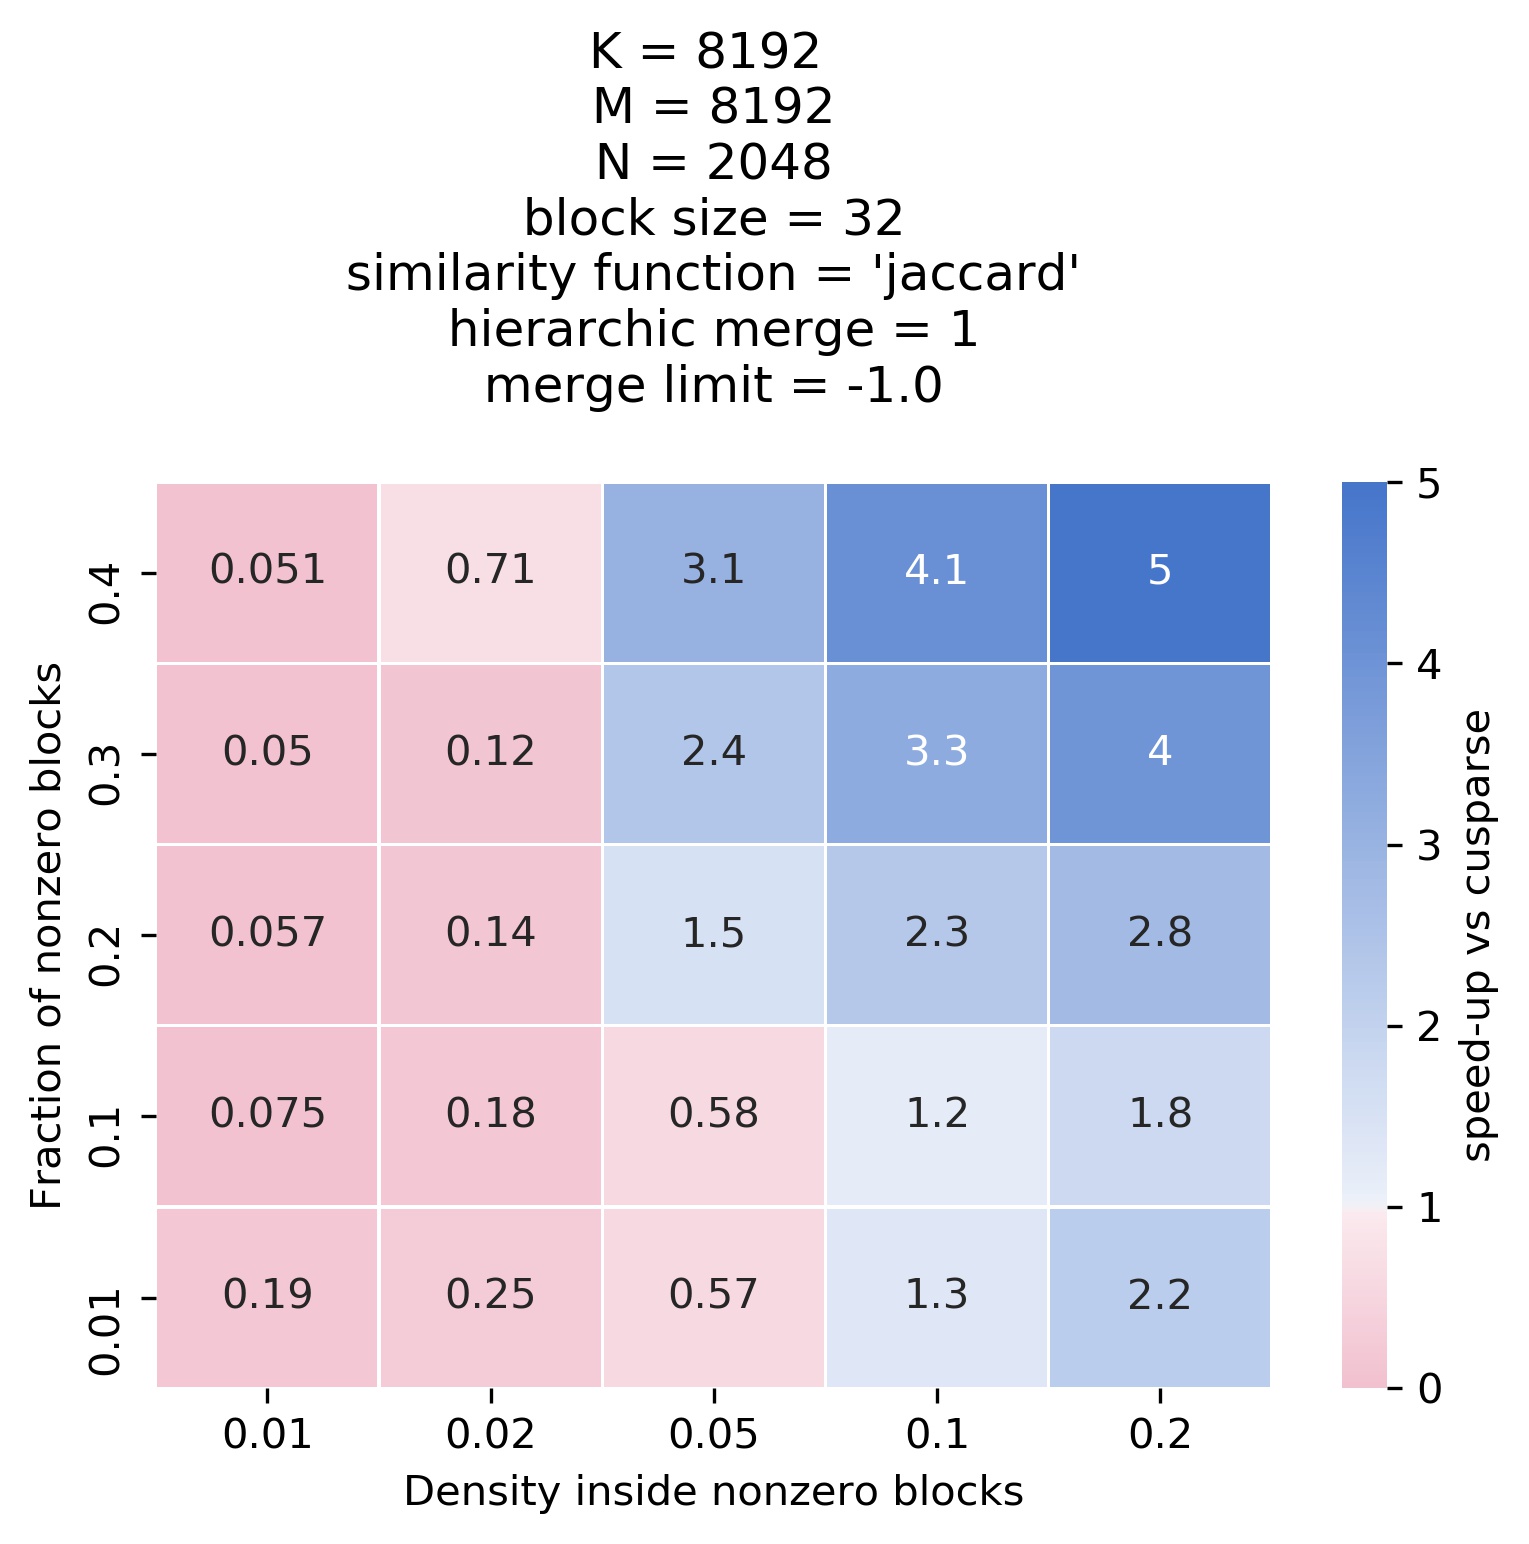 K = 8192
M = 8192
N = 2048
block size = 32
similarity function = 'jaccard'
hierarchic merge = 1
merge limit = -1.0
Fraction of nonzero blocks
0.4 0.051 0.71 3.1 4.1 5
0.3 0.05 0.12 2.4 3.3 4
0.2 0.057 0.14 1.5 2.3 2.8
0.1 0.075 0.18 0.58 1.2 1.8
0.01 0.19 0.25 0.57 1.3 2.2
0.01 0.02 0.05 0.1 0.2
Density inside nonzero blocks
5
4
3
2
1
0
speed-up vs cusparse